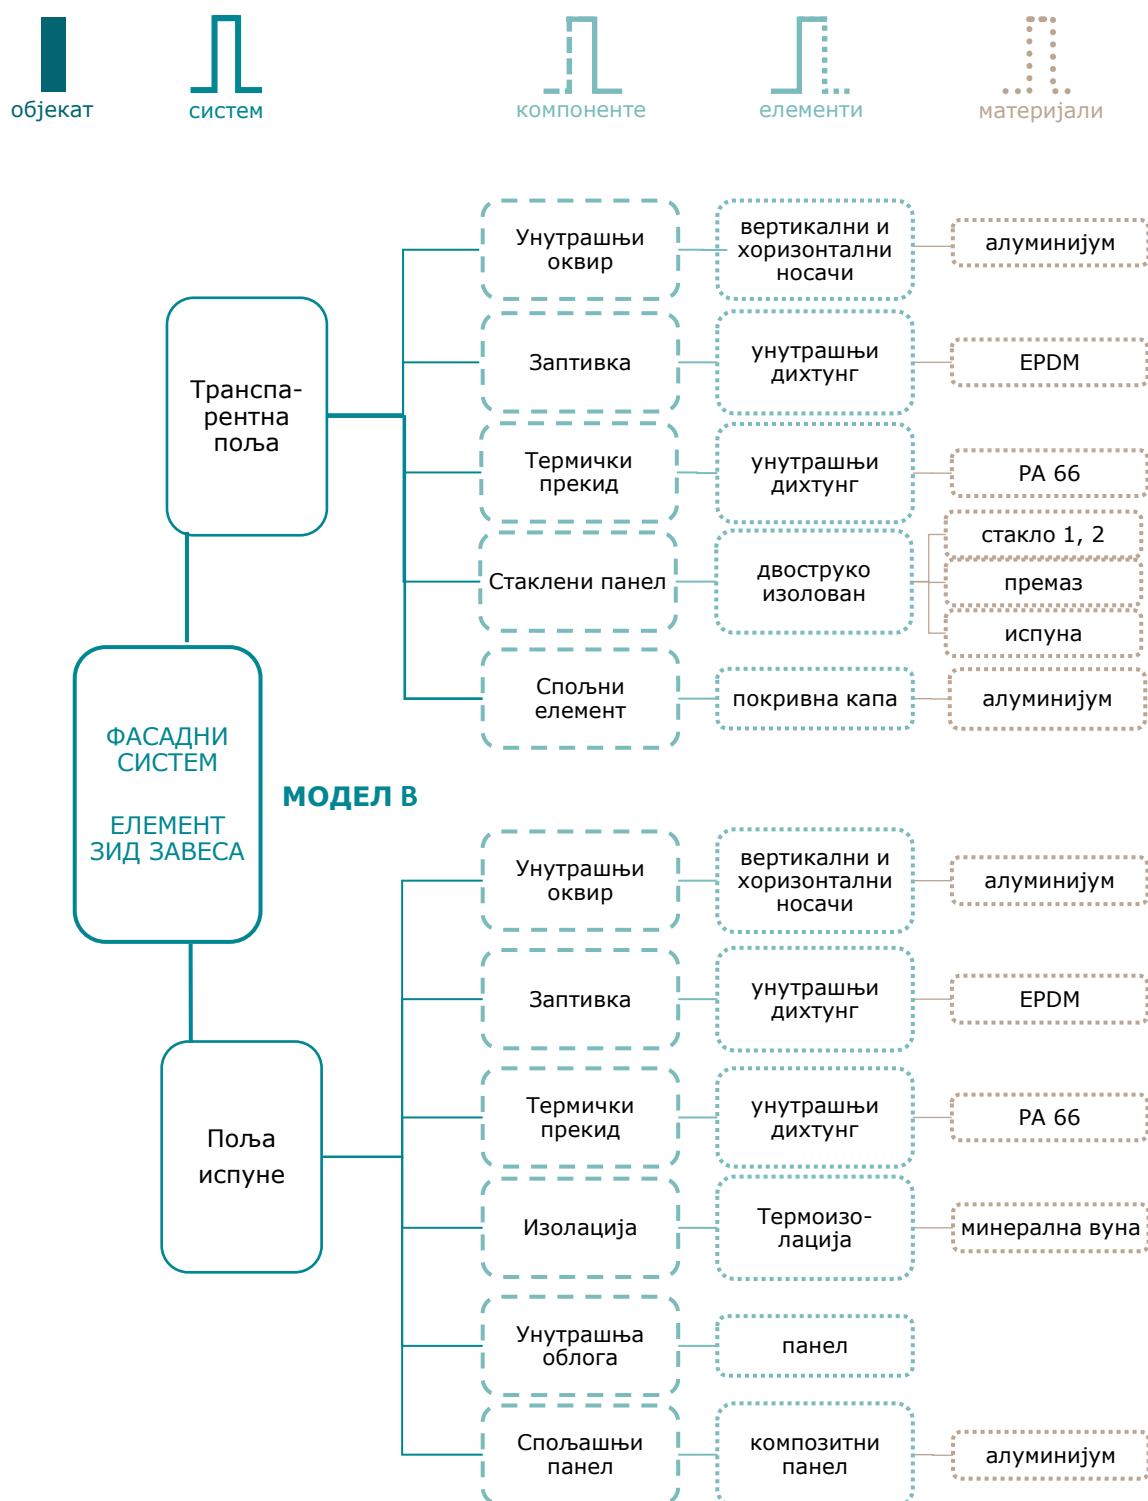 објекат
систем
компоненте
елементи
материјали
Унутрашњи
оквир
вертикални и
хоризонтални
носачи
алуминијум
Заптивка
унутрашњи
дихтунг
EPDM
Транспа-
рентна
поља
Термички
прекид
унутрашњи
дихтунг
PA 66
Стаклени панел
двоструко
изолован
стакло 1, 2
премаз
испуна
Спољни
елемент
покривна капа
алуминијум
ФАСАДНИ
СИСТЕМ
ЕЛЕМЕНТ
ЗИД ЗАВЕСА
МОДЕЛ B
Унутрашњи
оквир
вертикални и
хоризонтални
носачи
алуминијум
Заптивка
унутрашњи
дихтунг
EPDM
Термички
прекид
унутрашњи
дихтунг
PA 66
Поља
испуне
Изолација
Термоизо-
лација
минерална вуна
Унутрашња
облога
панел
Спољашњи
панел
композитни
панел
алуминијум